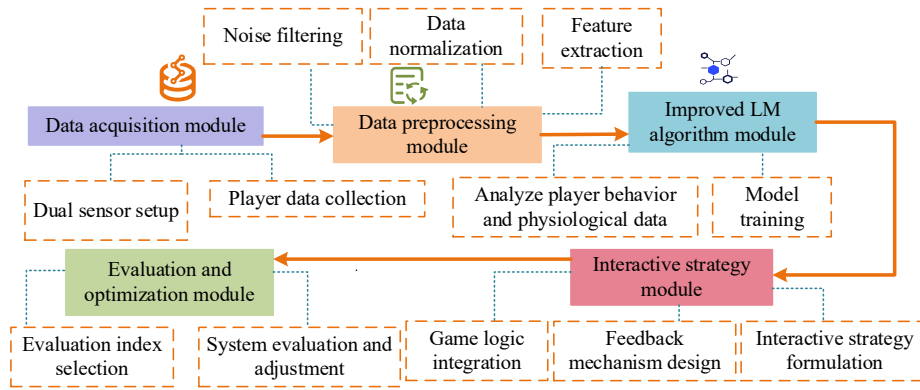 Noise filtering
Data
normalization
Feature
extraction
Data acquisition module
Data preprocessing
module
Improved LM
algorithm module
Dual sensor setup
Player data collection
Analyze player behavior
and physiological data
Model
training
Evaluation and
optimization module
Interactive strategy
module
Evaluation index
selection
System evaluation and
adjustment
Game logic
integration
Feedback
mechanism design
Interactive strategy
formulation